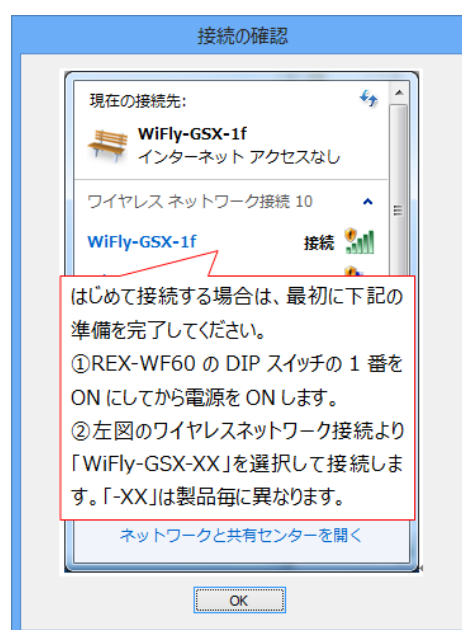 接続の確認
現在の接続先:
WiFly-GSX-1f
インターネット アクセスなし
ワイヤレス ネットワーク接続 10
WiFly-GSX-1f 接続
はじめて接続する場合は、最初に下記の
準備を完了してください。
①REX-WF60 の DIP スイッチの 1 番を
ON にしてから電源を ON します。
②左図のワイヤレスネットワーク接続より
「WiFly-GSX-XX」を選択して接続しま
す。「-XX」は製品毎に異なります。
ネットワークと共有センターを開く
OK